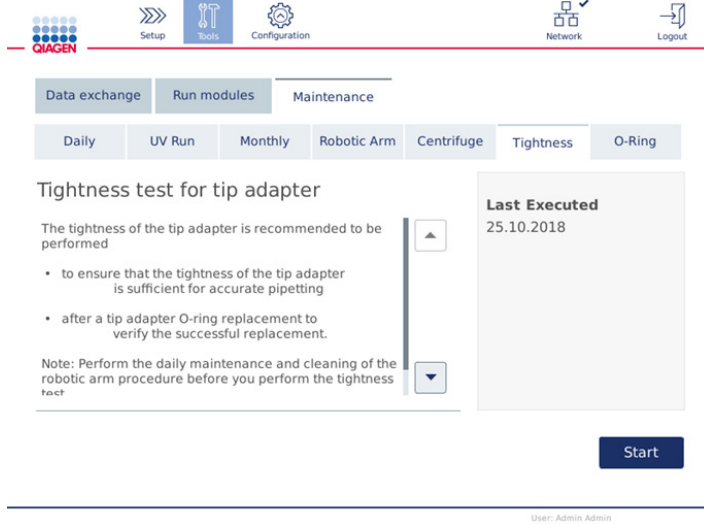 QIAGEN
Setup
Tools
Configuration
Network
Logout
Data exchange
Run modules
Maintenance
Daily
UV Run
Monthly
Robotic Arm
Centrifuge
Tightness
O-Ring
Tightness test for tip adapter
The tightness of the tip adapter is recommended to be
performed
• to ensure that the tightness of the tip adapter
is sufficient for accurate pipetting
• after a tip adapter O-ring replacement to
verify the successful replacement.
Note: Perform the daily maintenance and cleaning of the
robotic arm procedure before you perform the tightness
test
Last Executed
25.10.2018
Start
User: Admin Admin